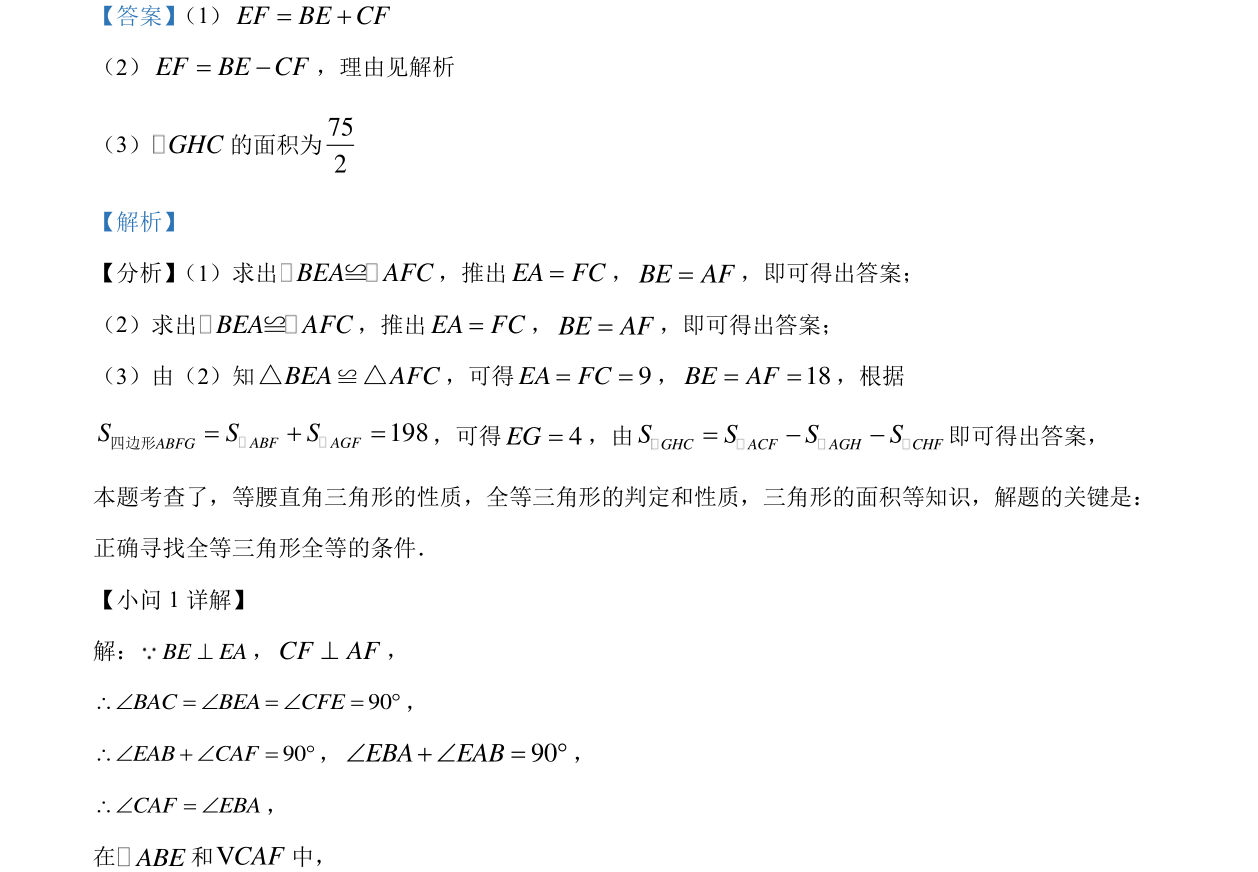 【答案】（1）EF = BE + CF
（2）EF = BE − CF，理由见解析
（3）□GHC 的面积为 75/2
【解析】
【分析】（1）求出□BEA≌□AFC，推出 EA = FC，BE = AF，即可得出答案；
（2）求出□BEA≌□AFC，推出 EA = FC，BE = AF，即可得出答案；
（3）由（2）知△BEA ≌ △AFC，可得 EA = FC = 9，BE = AF = 18，根据
S四边形ABFG = S□ABF + S□AGF = 198，可得 EG = 4，由 S□GHC = S□ACF − S□AGH − S□CHF 即可得出答案，
本题考查了，等腰直角三角形的性质，全等三角形的判定和性质，三角形的面积等知识，解题的关键是：
正确寻找全等三角形全等的条件．
【小问 1 详解】
解：∵ BE ⊥ EA，CF ⊥ AF，
∴∠BAC = ∠BEA = ∠CFE = 90°，
∴∠EAB + ∠CAF = 90°，∠EBA + ∠EAB = 90°，
∴∠CAF = ∠EBA，
在□ABE 和VCAF 中，